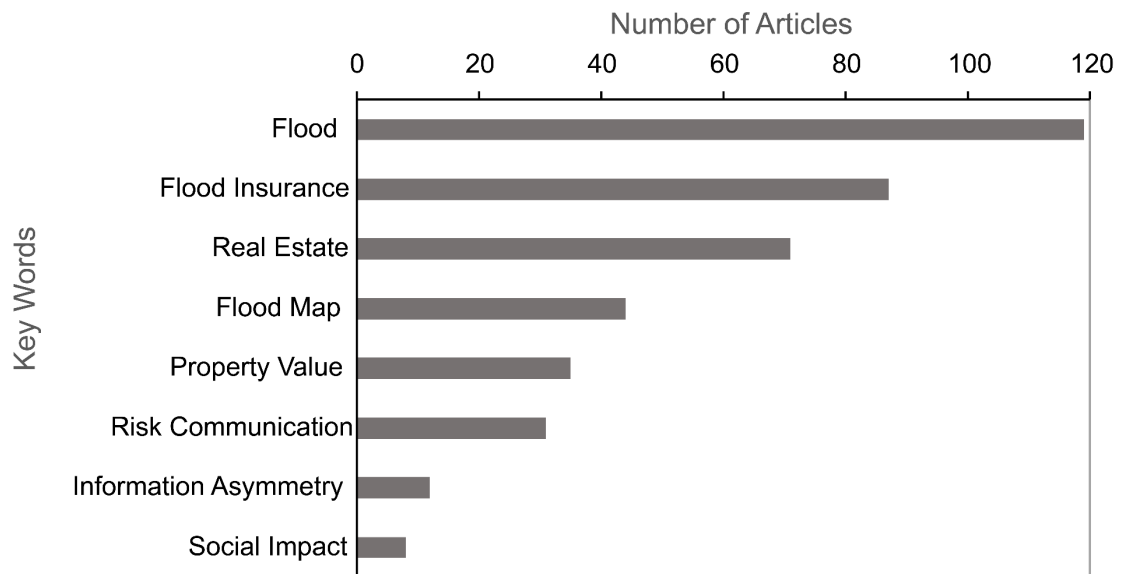 Number of Articles
0 20 40 60 80 100 120
Key Words
Flood
Flood Insurance
Real Estate
Flood Map
Property Value
Risk Communication
Information Asymmetry
Social Impact